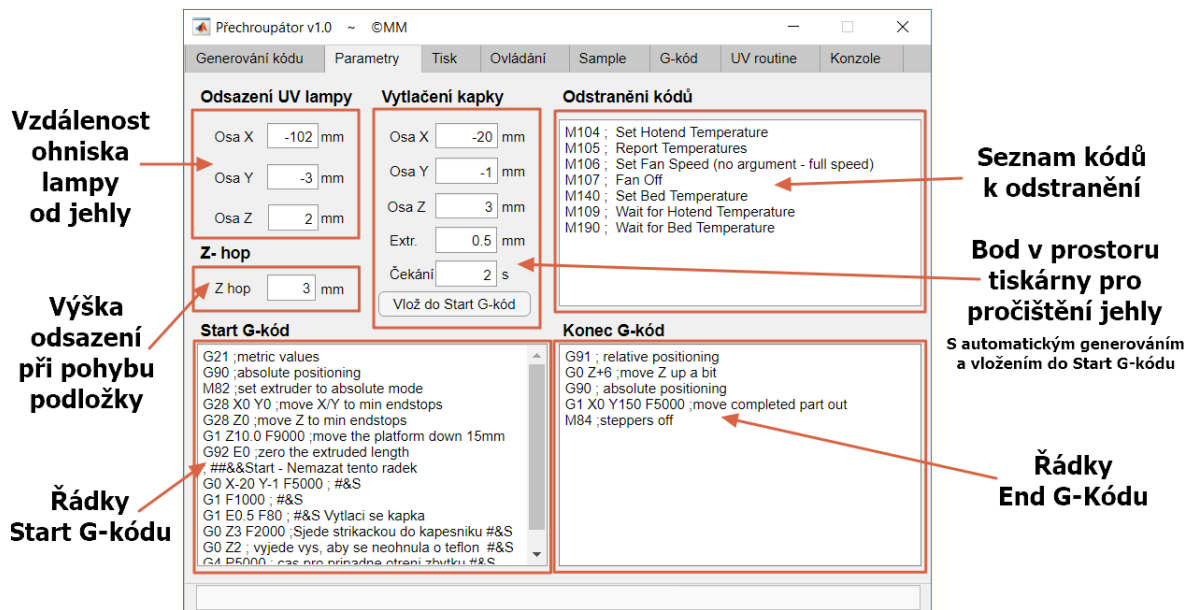 Přechroupátor v1.0 ~ ©MM
Generování kódu Parametry Tisk Ovládání Sample G-kód UV routine Konzole
Odsazení UV lampy
Osa X -102 mm
Osa Y -3 mm
Osa Z 2 mm
Z- hop
Z hop 3 mm
Vytlačení kapky
Osa X -20 mm
Osa Y -1 mm
Osa Z 3 mm
Extr. 0.5 mm
Čekání 2 s
Vlož do Start G-kód
Odstraněni kódů
M104 ; Set Hotend Temperature
M105 ; Report Temperatures
M106 ; Set Fan Speed (no argument - full speed)
M107 ; Fan Off
M140 ; Set Bed Temperature
M109 ; Wait for Hotend Temperature
M190 ; Wait for Bed Temperature
Start G-kód
G21 ;metric values
G90 ;absolute positioning
M82 ;set extruder to absolute mode
G28 X0 Y0 ;move X/Y to min endstops
G28 Z0 ;move Z to min endstops
G1 Z10.0 F9000 ;move the platform down 15mm
G92 E0 ;zero the extruded length
; ##&&Start - Nemazat tento radek
G0 X-20 Y-1 F5000 ; #&S
G1 F1000 ; #&S
G1 E0.5 F80 ; #&S Vytlaci se kapka
G0 Z3 F2000 ;Sjede strikackou do kapesniku #&S
G0 Z2 ; vyjede vys, aby se neohnula o teflon #&S
G4 P5000 ; cas pro pripadne otreni zbytku #&S
Konec G-kód
G91 ; relative positioning
G0 Z+6 ;move Z up a bit
G90 ; absolute positioning
G1 X0 Y150 F5000 ;move completed part out
M84 ;steppers off
Vzdálenost
ohniska
lampy
od jehly
Výška
odsazení
při pohybu
podložky
Řádky
Start G-kódu
Seznam kódů
k odstranění
Bod v prostoru
tiskárny pro
pročištění jehly
S automatickým generováním
a vložením do Start G-kódu
Řádky
End G-Kódu